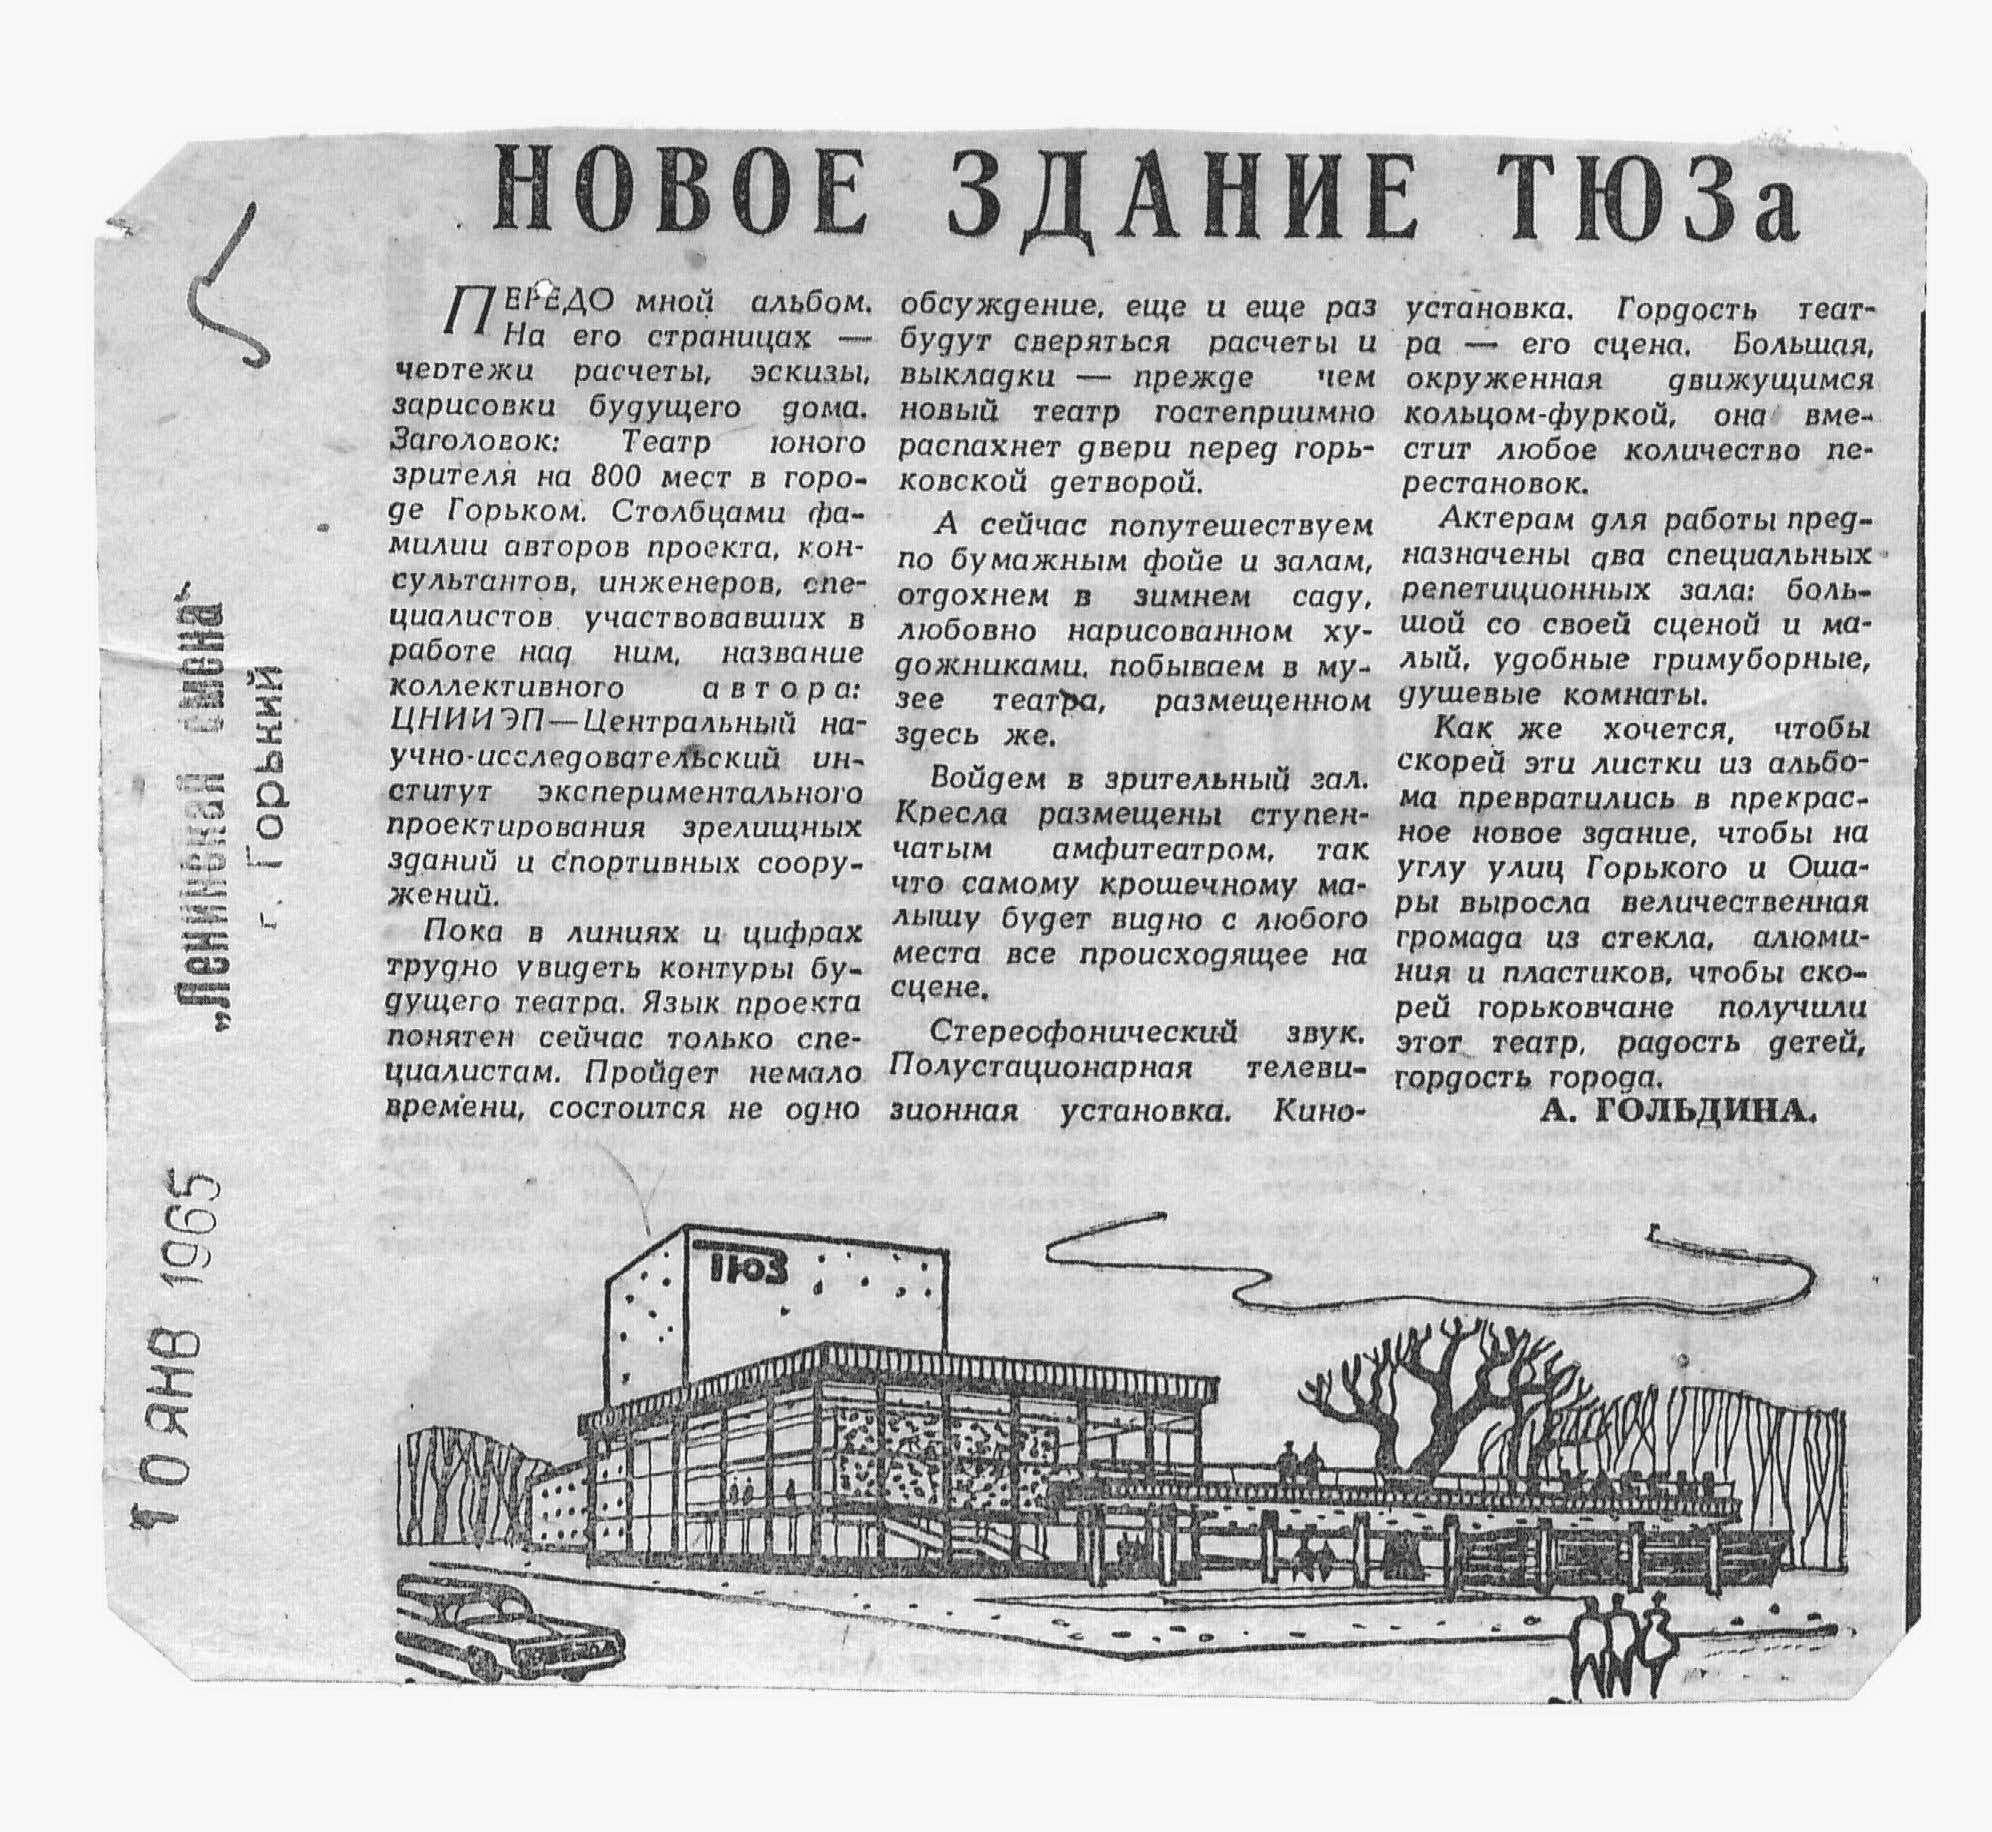 НОВОЕ ЗДАНИЕ ТЮЗа
ПЕРЕДО мной альбом.
На его страницах —
чертежи расчеты, эскизы,
зарисовки будущего дома.
Заголовок: Театр юного
зрителя на 800 мест в горо-
де Горьком. Столбцами фа-
милии авторов проекта, кон-
сультантов, инженеров, спе-
циалистов участвовавших в
работе над ним, название
коллективного автора:
ЦНИИЭП—Центральный на-
учно-исследовательский ин-
ститут экспериментального
проектирования зрелищных
зданий и спортивных соору-
жений.
Пока в линиях и цифрах
трудно увидеть контуры бу-
дущего театра. Язык проекта
понятен сейчас только спе-
циалистам. Пройдет немало
времени, состоится не одно
обсуждение, еще и еще раз
будут сверяться расчеты и
выкладки — прежде чем
новый театр гостеприимно
распахнет двери перед горь-
ковской детворой.
А сейчас попутешествуем
по бумажным фойе и залам,
отдохнем в зимнем саду,
любовно нарисованном ху-
дожниками, побываем в му-
зее театра, размещенном
здесь же.
Войдем в зрительный зал.
Кресла размещены ступен-
чатым амфитеатром, так
что самому крошечному ма-
лышу будет видно с любого
места все происходящее на
сцене.
Стереофонический звук.
Полустационарная телеви-
зионная установка. Кино-
установка. Гордость теат-
ра — его сцена. Большая,
окруженная движущимся
кольцом-фуркой, она вме-
стит любое количество пе-
рестановок.
Актерам для работы пред-
назначены два специальных
репетиционных зала: боль-
шой со своей сценой и ма-
лый, удобные гримуборные,
душевые комнаты.
Как же хочется, чтобы
скорей эти листки из альбо-
ма превратились в прекрас-
ное новое здание, чтобы на
углу улиц Горького и Оша-
ры выросла величественная
громада из стекла, алюми-
ния и пластиков, чтобы ско-
рей горьковчане получили
этот театр, радость детей,
гордость города.
А. ГОЛЬДИНА.
ТЮЗ
„Ленинская смена"
г. Горький
10 ЯНВ 1965